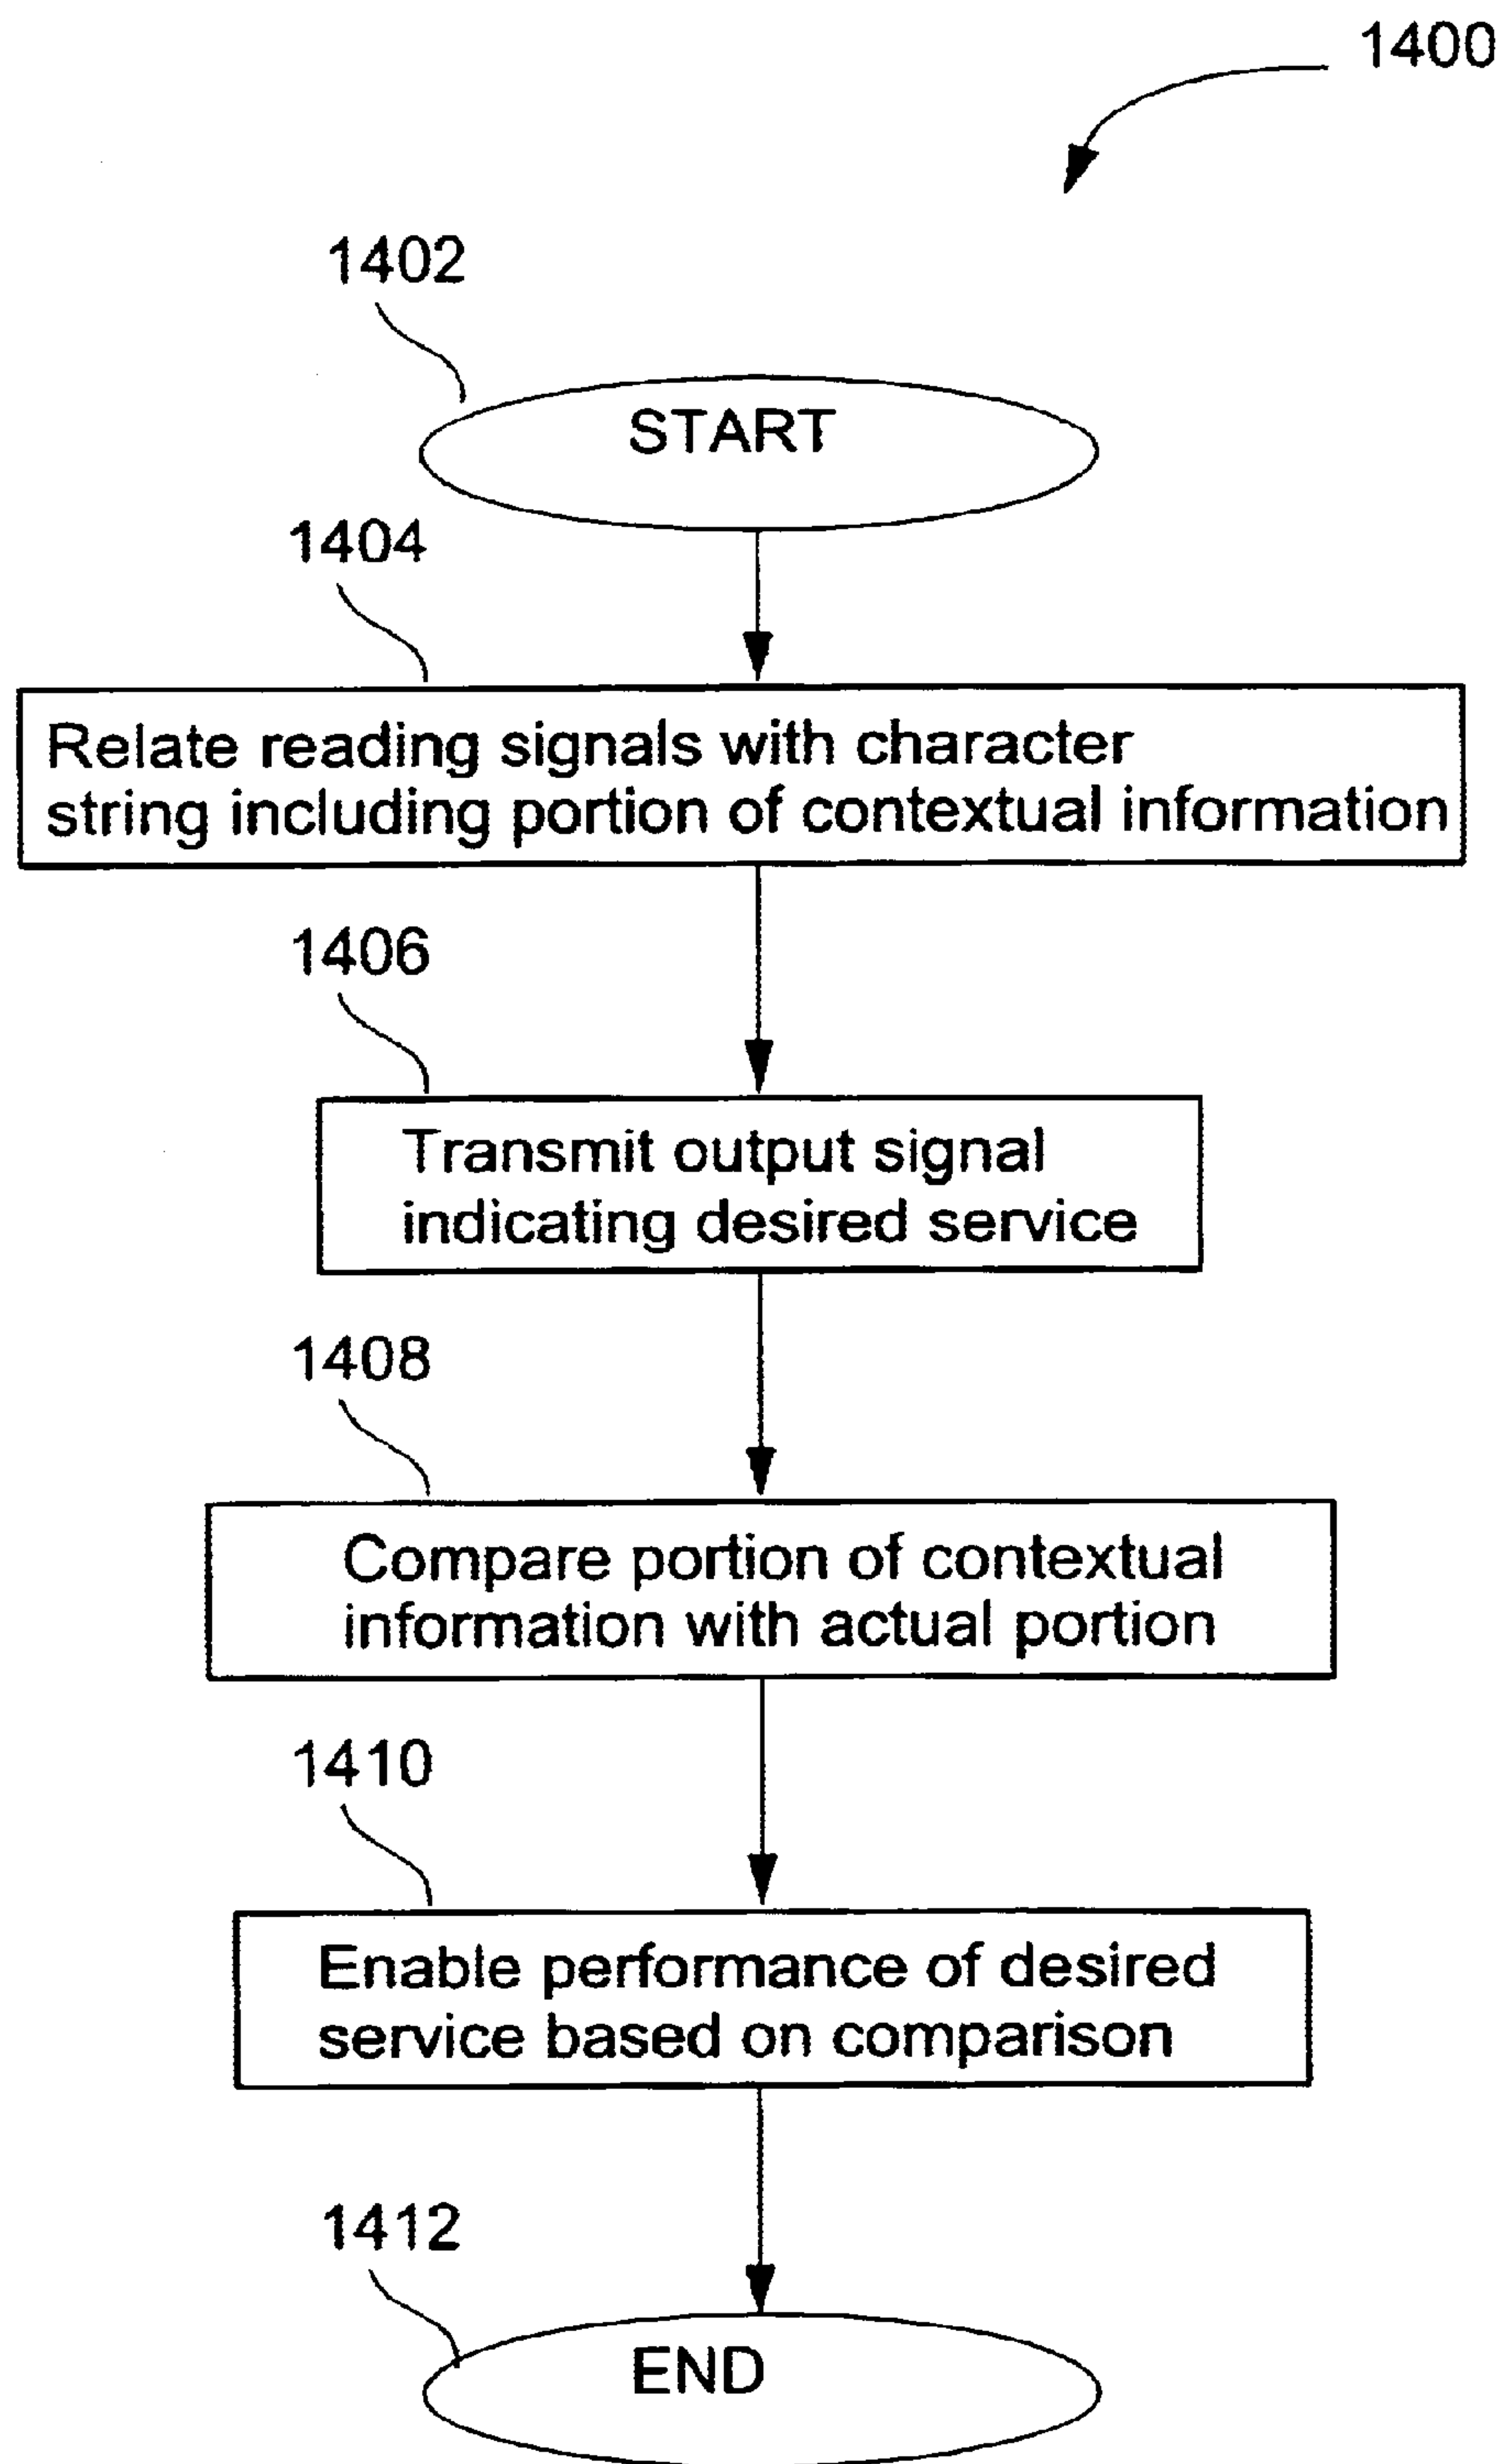 1400
1402
START
1404
Relate reading signals with character
string including portion of contextual information
1406
Transmit output signal
indicating desired service
1408
Compare portion of contextual
information with actual portion
1410
Enable performance of desired
service based on comparison
1412
END